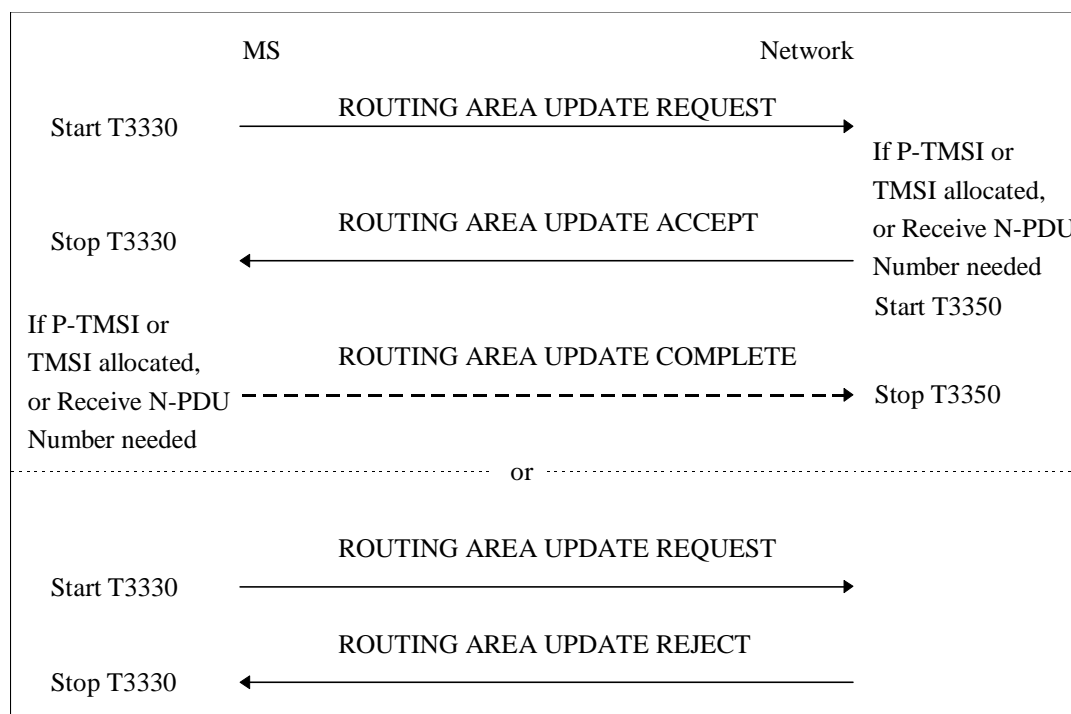 MS
Network
ROUTING AREA UPDATE REQUEST
Start T3330
If P-TMSI or
TMSI allocated,
or Receive N-PDU
Number needed
Start T3350
ROUTING AREA UPDATE ACCEPT
Stop T3330
If P-TMSI or
TMSI allocated,
or Receive N-PDU
Number needed
ROUTING AREA UPDATE COMPLETE
Stop T3350
or
ROUTING AREA UPDATE REQUEST
Start T3330
ROUTING AREA UPDATE REJECT
Stop T3330